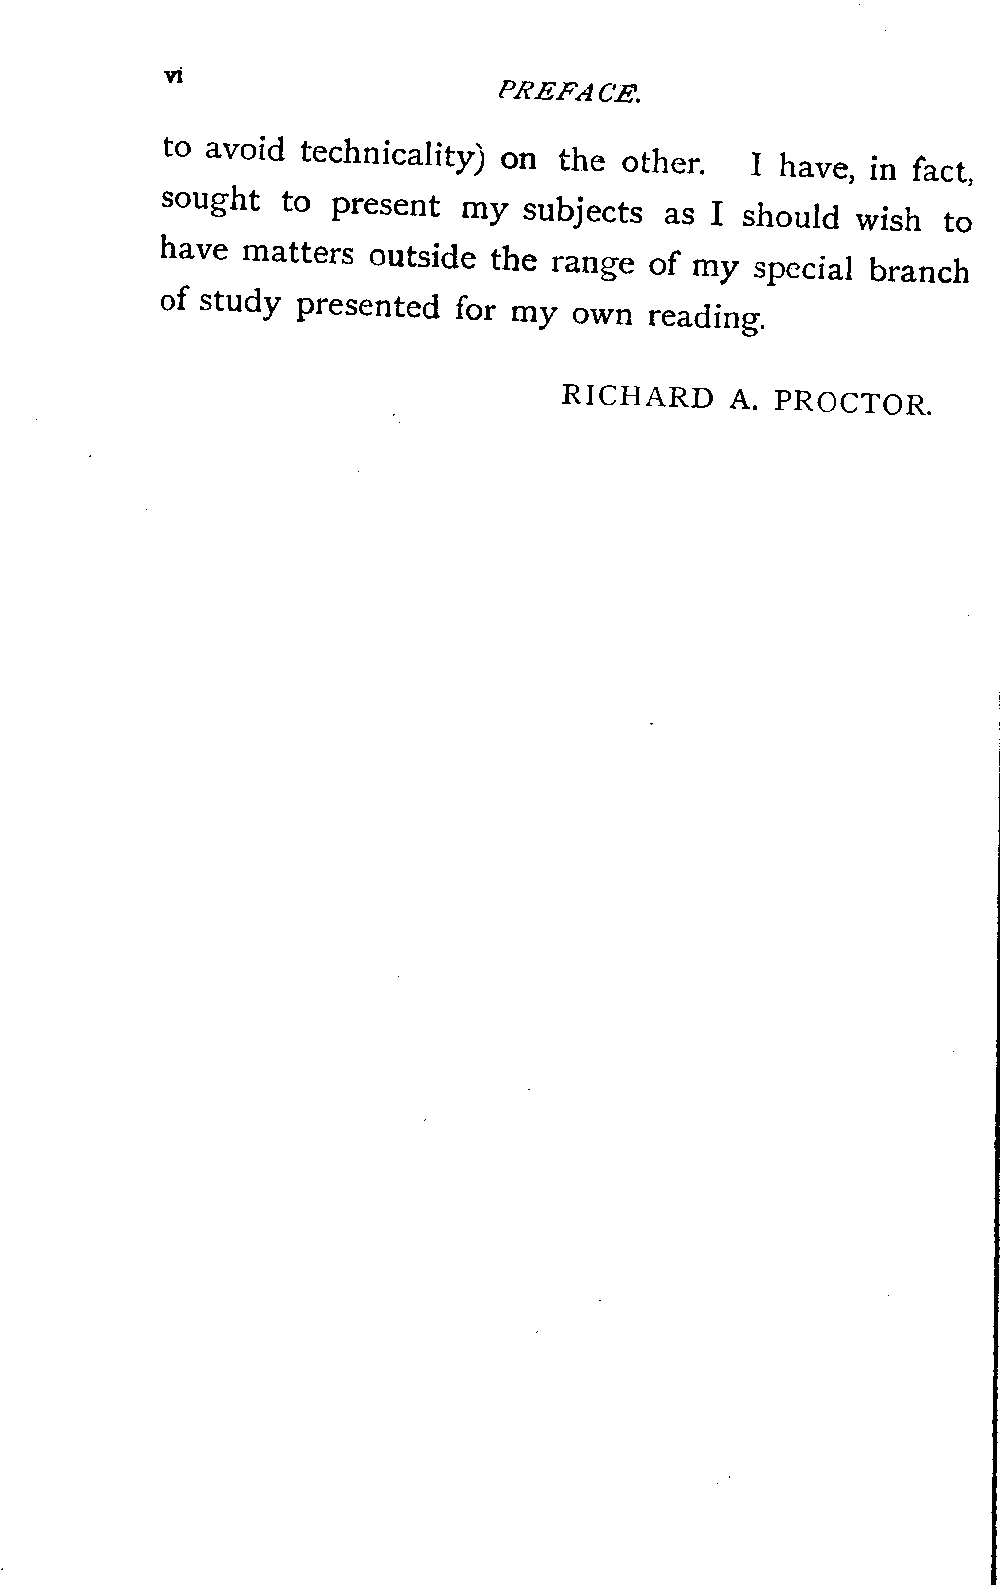 vi
PREFACE.
to avoid technicality) on the other. I have, in fact,
sought to present my subjects as I should wish to
have matters outside the range of my special branch
of study presented for my own reading.
RICHARD A. PROCTOR.